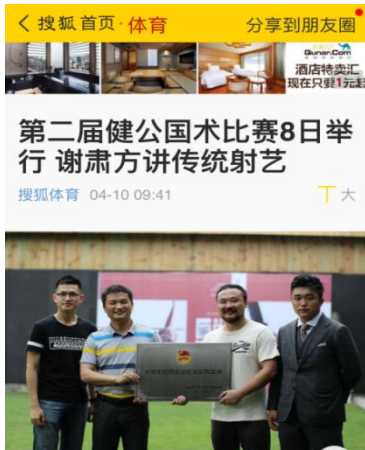 搜狐 首页·体育 分享到朋友圈
Qunar.Com
酒店特卖汇
现在只要1元起
第二届健公国术比赛8日举
行 谢肃方讲传统射艺
搜狐体育 04-10 09:41 丁 大